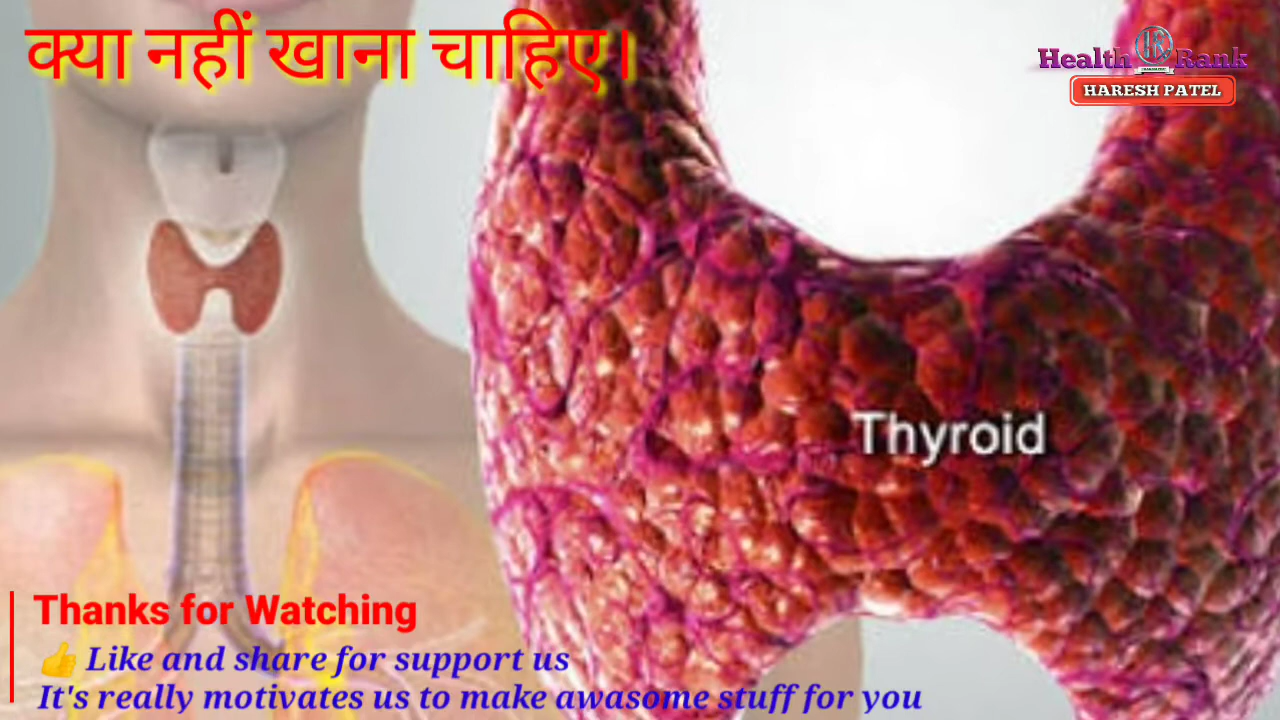 क्या नहीं खाना चाहिए।
Health Rank
HARESH PATEL
Thyroid
Thanks for Watching
👍 Like and share for support us
It's really motivates us to make awasome stuff for you